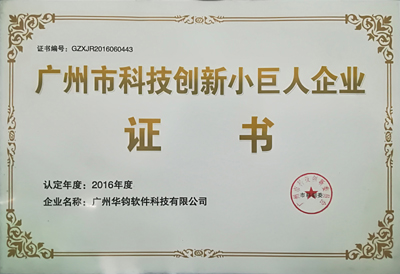 证书编号：GZXJR2016060443
广州市科技创新小巨人企业
证 书
认定年度：2016年度
企业名称：广州华钧软件科技有限公司